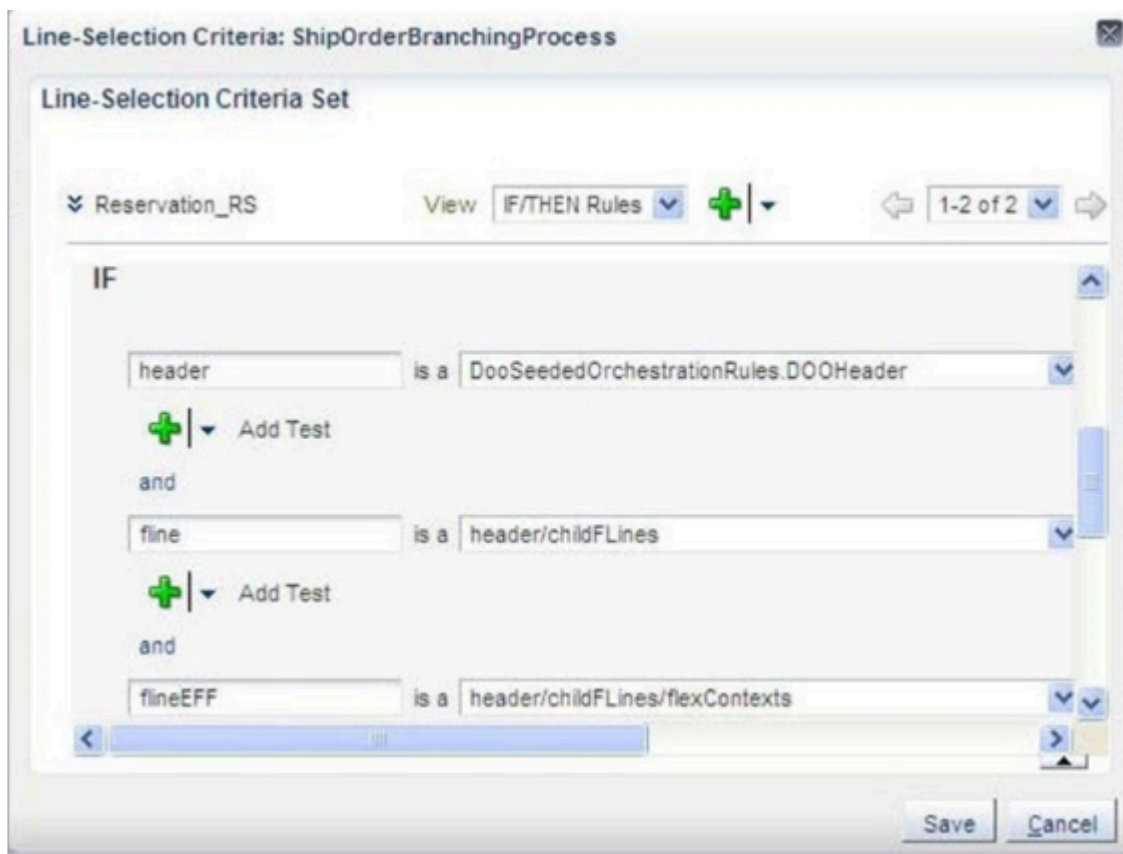 Line-Selection Criteria: ShipOrderBranchingProcess
Line-Selection Criteria Set
Reservation_RS View IF/THEN Rules 1-2 of 2
IF
header is a DooSeededOrchestrationRules.DOOHeader
Add Test
and
fline is a header/childFLines
Add Test
and
flineEFF is a header/childFLines/flexContexts
Save Cancel